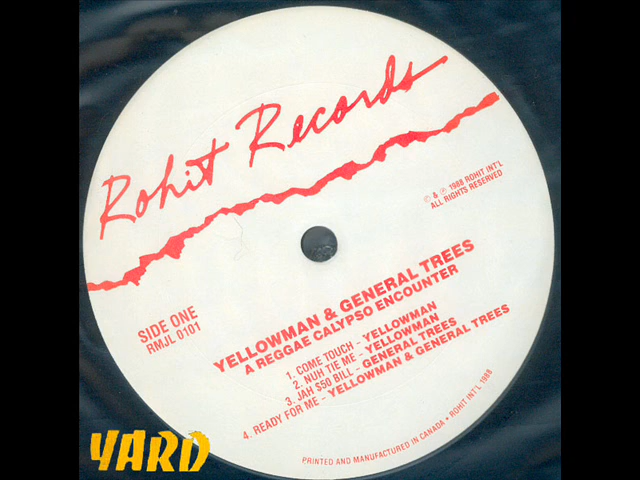 Rohit Records
© & ℗ 1988 ROHIT INT'L
ALL RIGHTS RESERVED
SIDE ONE
RMJL 0101
YELLOWMAN & GENERAL TREES
A REGGAE CALYPSO ENCOUNTER
1. COME TOUCH - YELLOWMAN
2. NUH TIE ME - YELLOWMAN
3. JAH $50 BILL - GENERAL TREES
4. READY FOR ME - YELLOWMAN & GENERAL TREES
PRINTED AND MANUFACTURED IN CANADA • ROHIT INT'L 1988
YARD